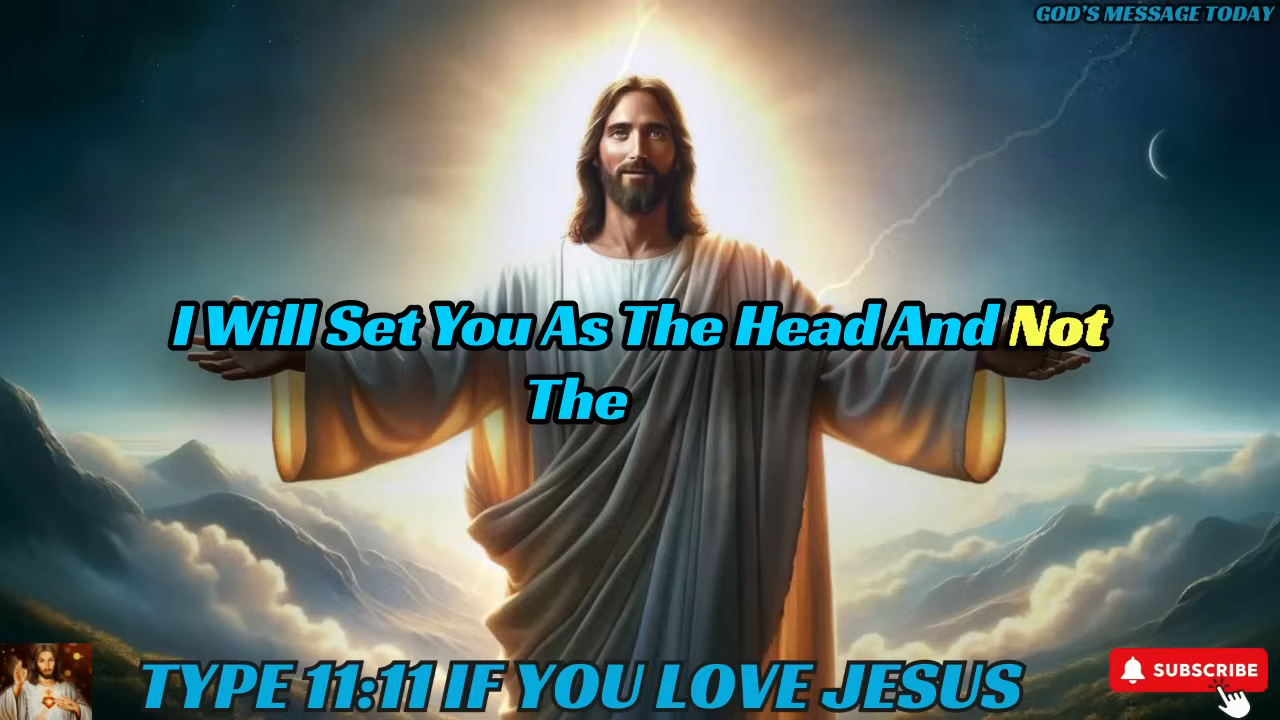 GOD'S MESSAGE TODAY
I Will Set You As The Head And Not
The
TYPE 11:11 IF YOU LOVE JESUS
SUBSCRIBE